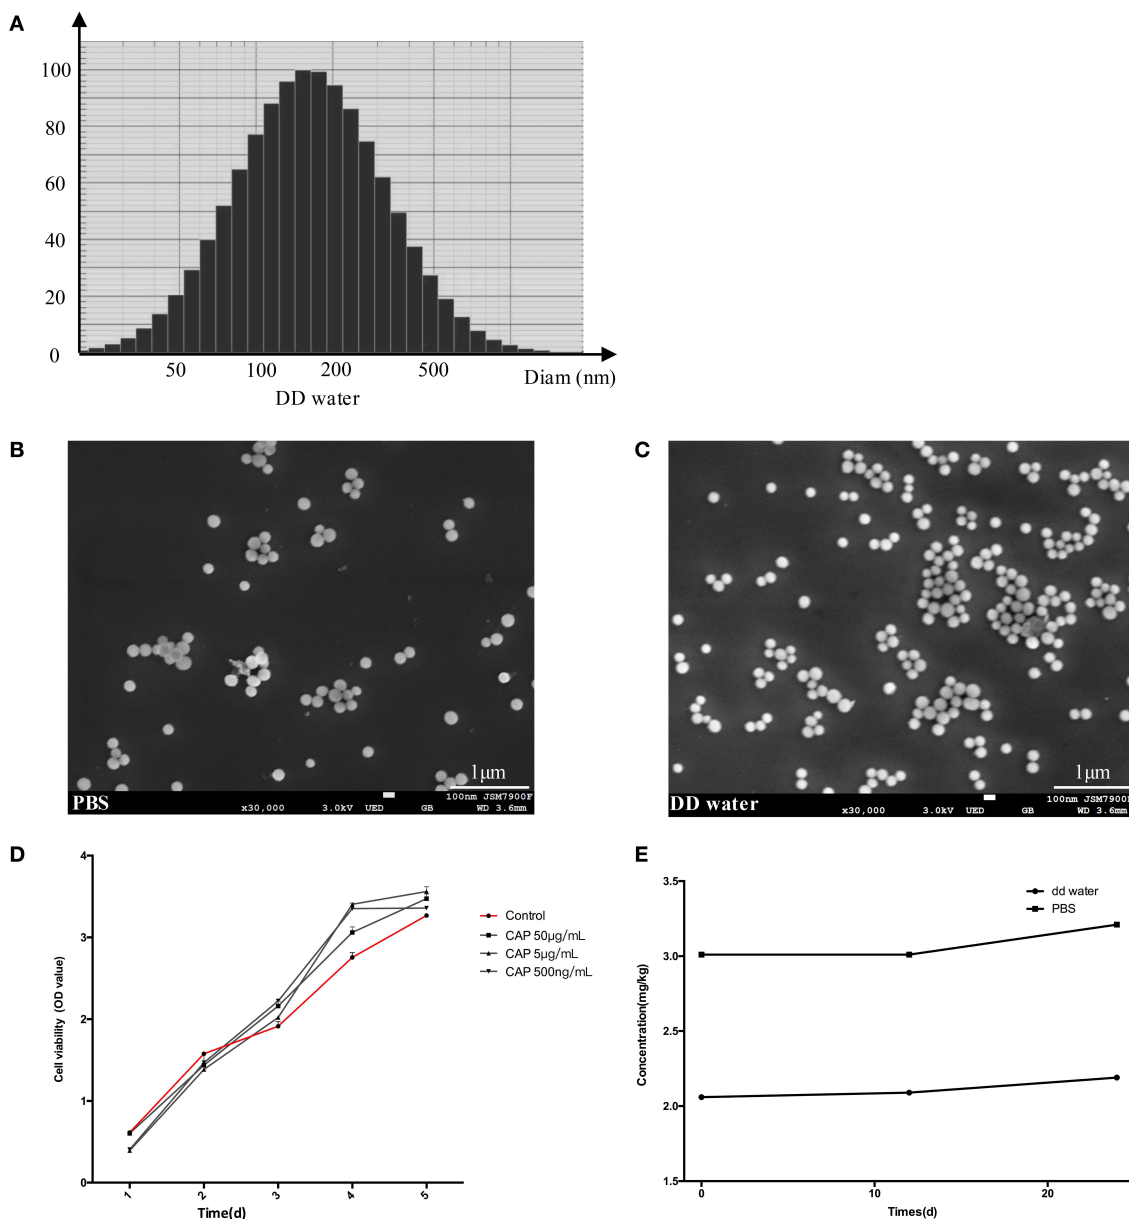 A
100
80
60
40
20
0
50 100 200 500
Diam (nm)
DD water
B
1µm
PBS
100nm JSM7900F
x30,000 3.0kV UED GB WD 3.6mm
C
1µm
DD water
100nm JSM7900F
x30,000 3.0kV UED GB WD 3.6mm
D
4
3
2
1
0
Cell viability (OD value)
1 2 3 4 5
Time(d)
Control
CAP 50µg/mL
CAP 5µg/mL
CAP 500ng/mL
E
3.5
3.0
2.5
2.0
1.5
Concentration(mg/kg)
0 10 20
Times(d)
dd water
PBS